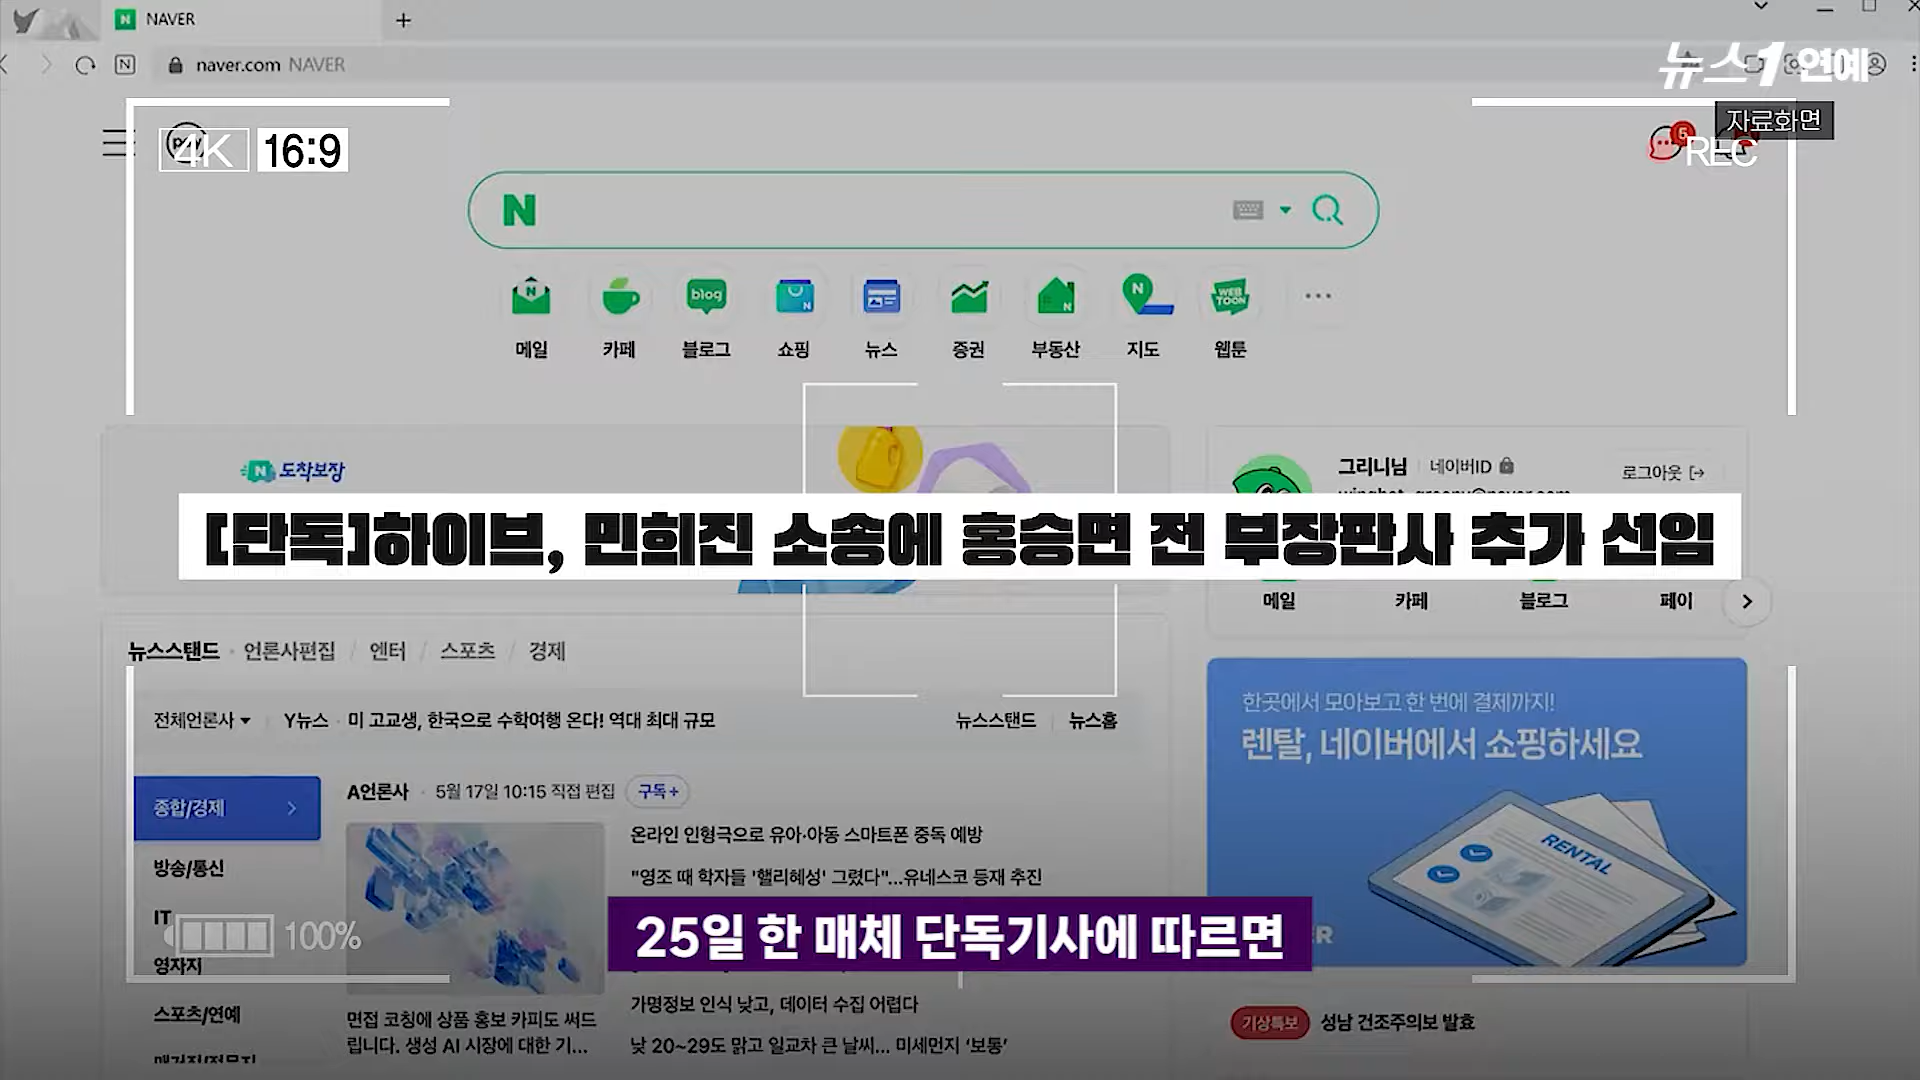 NAVER
naver.com NAVER
뉴스1연예
자료화면
4K 16:9
5
REC
N
메일 카페 블로그 쇼핑 뉴스 증권 부동산 지도 웹툰
blog
WEB
TOON
N 도착보장
그리니님 네이버ID
로그아웃
[단독]하이브, 민희진 소송에 홍승면 전 부장판사 추가 선임
메일 카페 블로그 페이
뉴스스탠드 · 언론사편집 / 엔터 / 스포츠 / 경제
전체언론사 Y뉴스 · 미 고교생, 한국으로 수학여행 온다! 역대 최대 규모
뉴스스탠드 뉴스홈
한곳에서 모아보고 한 번에 결제까지!
렌탈, 네이버에서 쇼핑하세요
RENTAL
종합/경제
방송/통신
IT
영자지
스포츠/연예
100%
A언론사 · 5월 17일 10:15 직접 편집 구독+
온라인 인형극으로 유아·아동 스마트폰 중독 예방
"영조 때 학자들 '핼리혜성' 그렸다"...유네스코 등재 추진
25일 한 매체 단독기사에 따르면
가명정보 인식 낮고, 데이터 수집 어렵다
낮 20~29도 맑고 일교차 큰 날씨... 미세먼지 '보통'
면접 코칭에 상품 홍보 카피도 써드
립니다. 생성 AI 시장에 대한 기...
기상특보 성남 건조주의보 발효